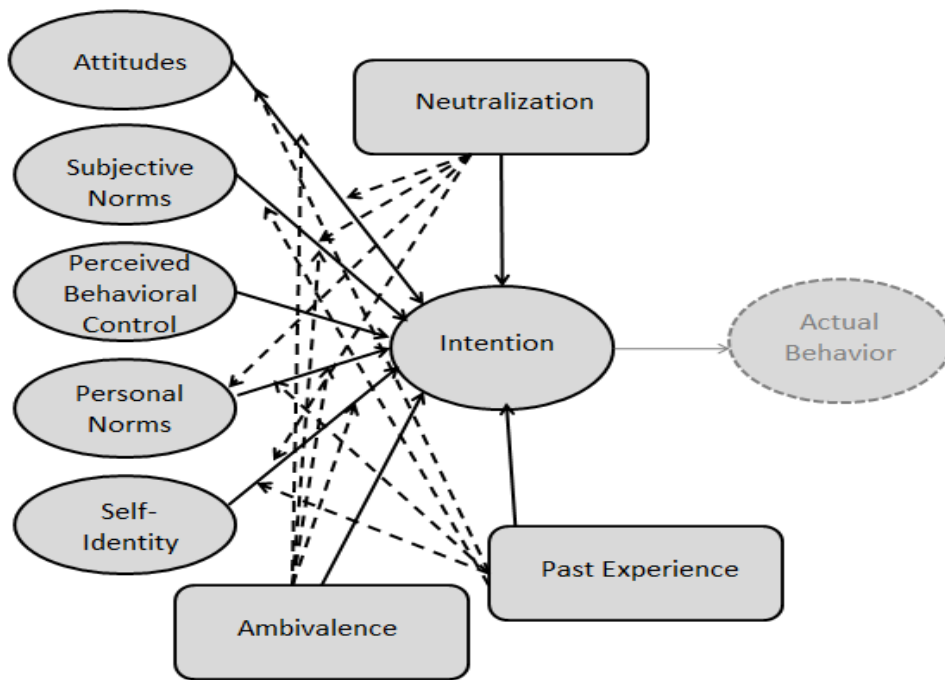 Attitudes
Neutralization
Subjective
Norms
Perceived
Behavioral
Control
Intention
Actual
Behavior
Personal
Norms
Self-
Identity
Past Experience
Ambivalence